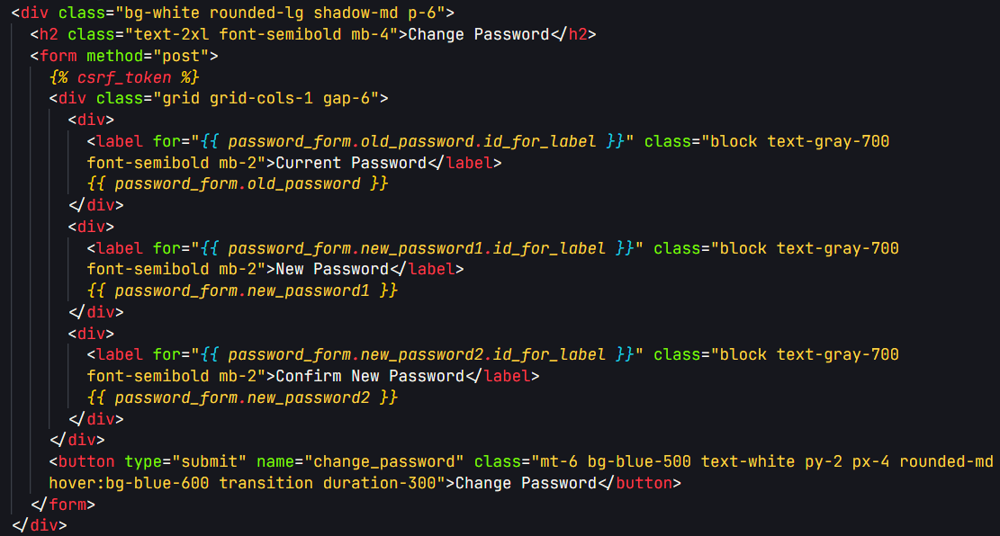 <div class="bg-white rounded-lg shadow-md p-6">
<h2 class="text-2xl font-semibold mb-4">Change Password</h2>
<form method="post">
{% csrf_token %}
<div class="grid grid-cols-1 gap-6">
<div>
<label for="{{ password_form.old_password.id_for_label }}" class="block text-gray-700
font-semibold mb-2">Current Password</label>
{{ password_form.old_password }}
</div>
<div>
<label for="{{ password_form.new_password1.id_for_label }}" class="block text-gray-700
font-semibold mb-2">New Password</label>
{{ password_form.new_password1 }}
</div>
<div>
<label for="{{ password_form.new_password2.id_for_label }}" class="block text-gray-700
font-semibold mb-2">Confirm New Password</label>
{{ password_form.new_password2 }}
</div>
</div>
<button type="submit" name="change_password" class="mt-6 bg-blue-500 text-white py-2 px-4 rounded-md
hover:bg-blue-600 transition duration-300">Change Password</button>
</form>
</div>